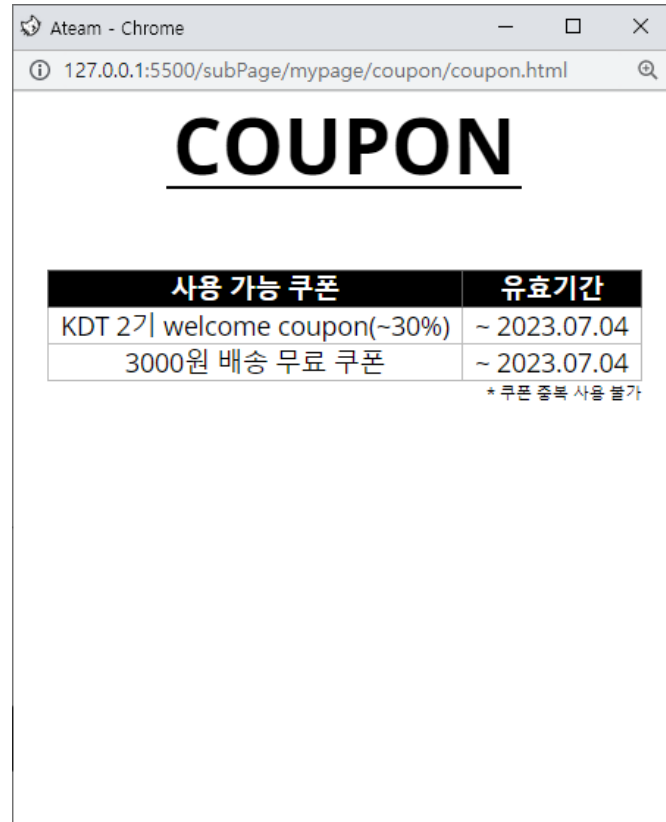 Ateam - Chrome
127.0.0.1:5500/subPage/mypage/coupon/coupon.html
COUPON
사용 가능 쿠폰 유효기간
KDT 2기 welcome coupon(~30%) ~ 2023.07.04
3000원 배송 무료 쿠폰 ~ 2023.07.04
* 쿠폰 중복 사용 불가